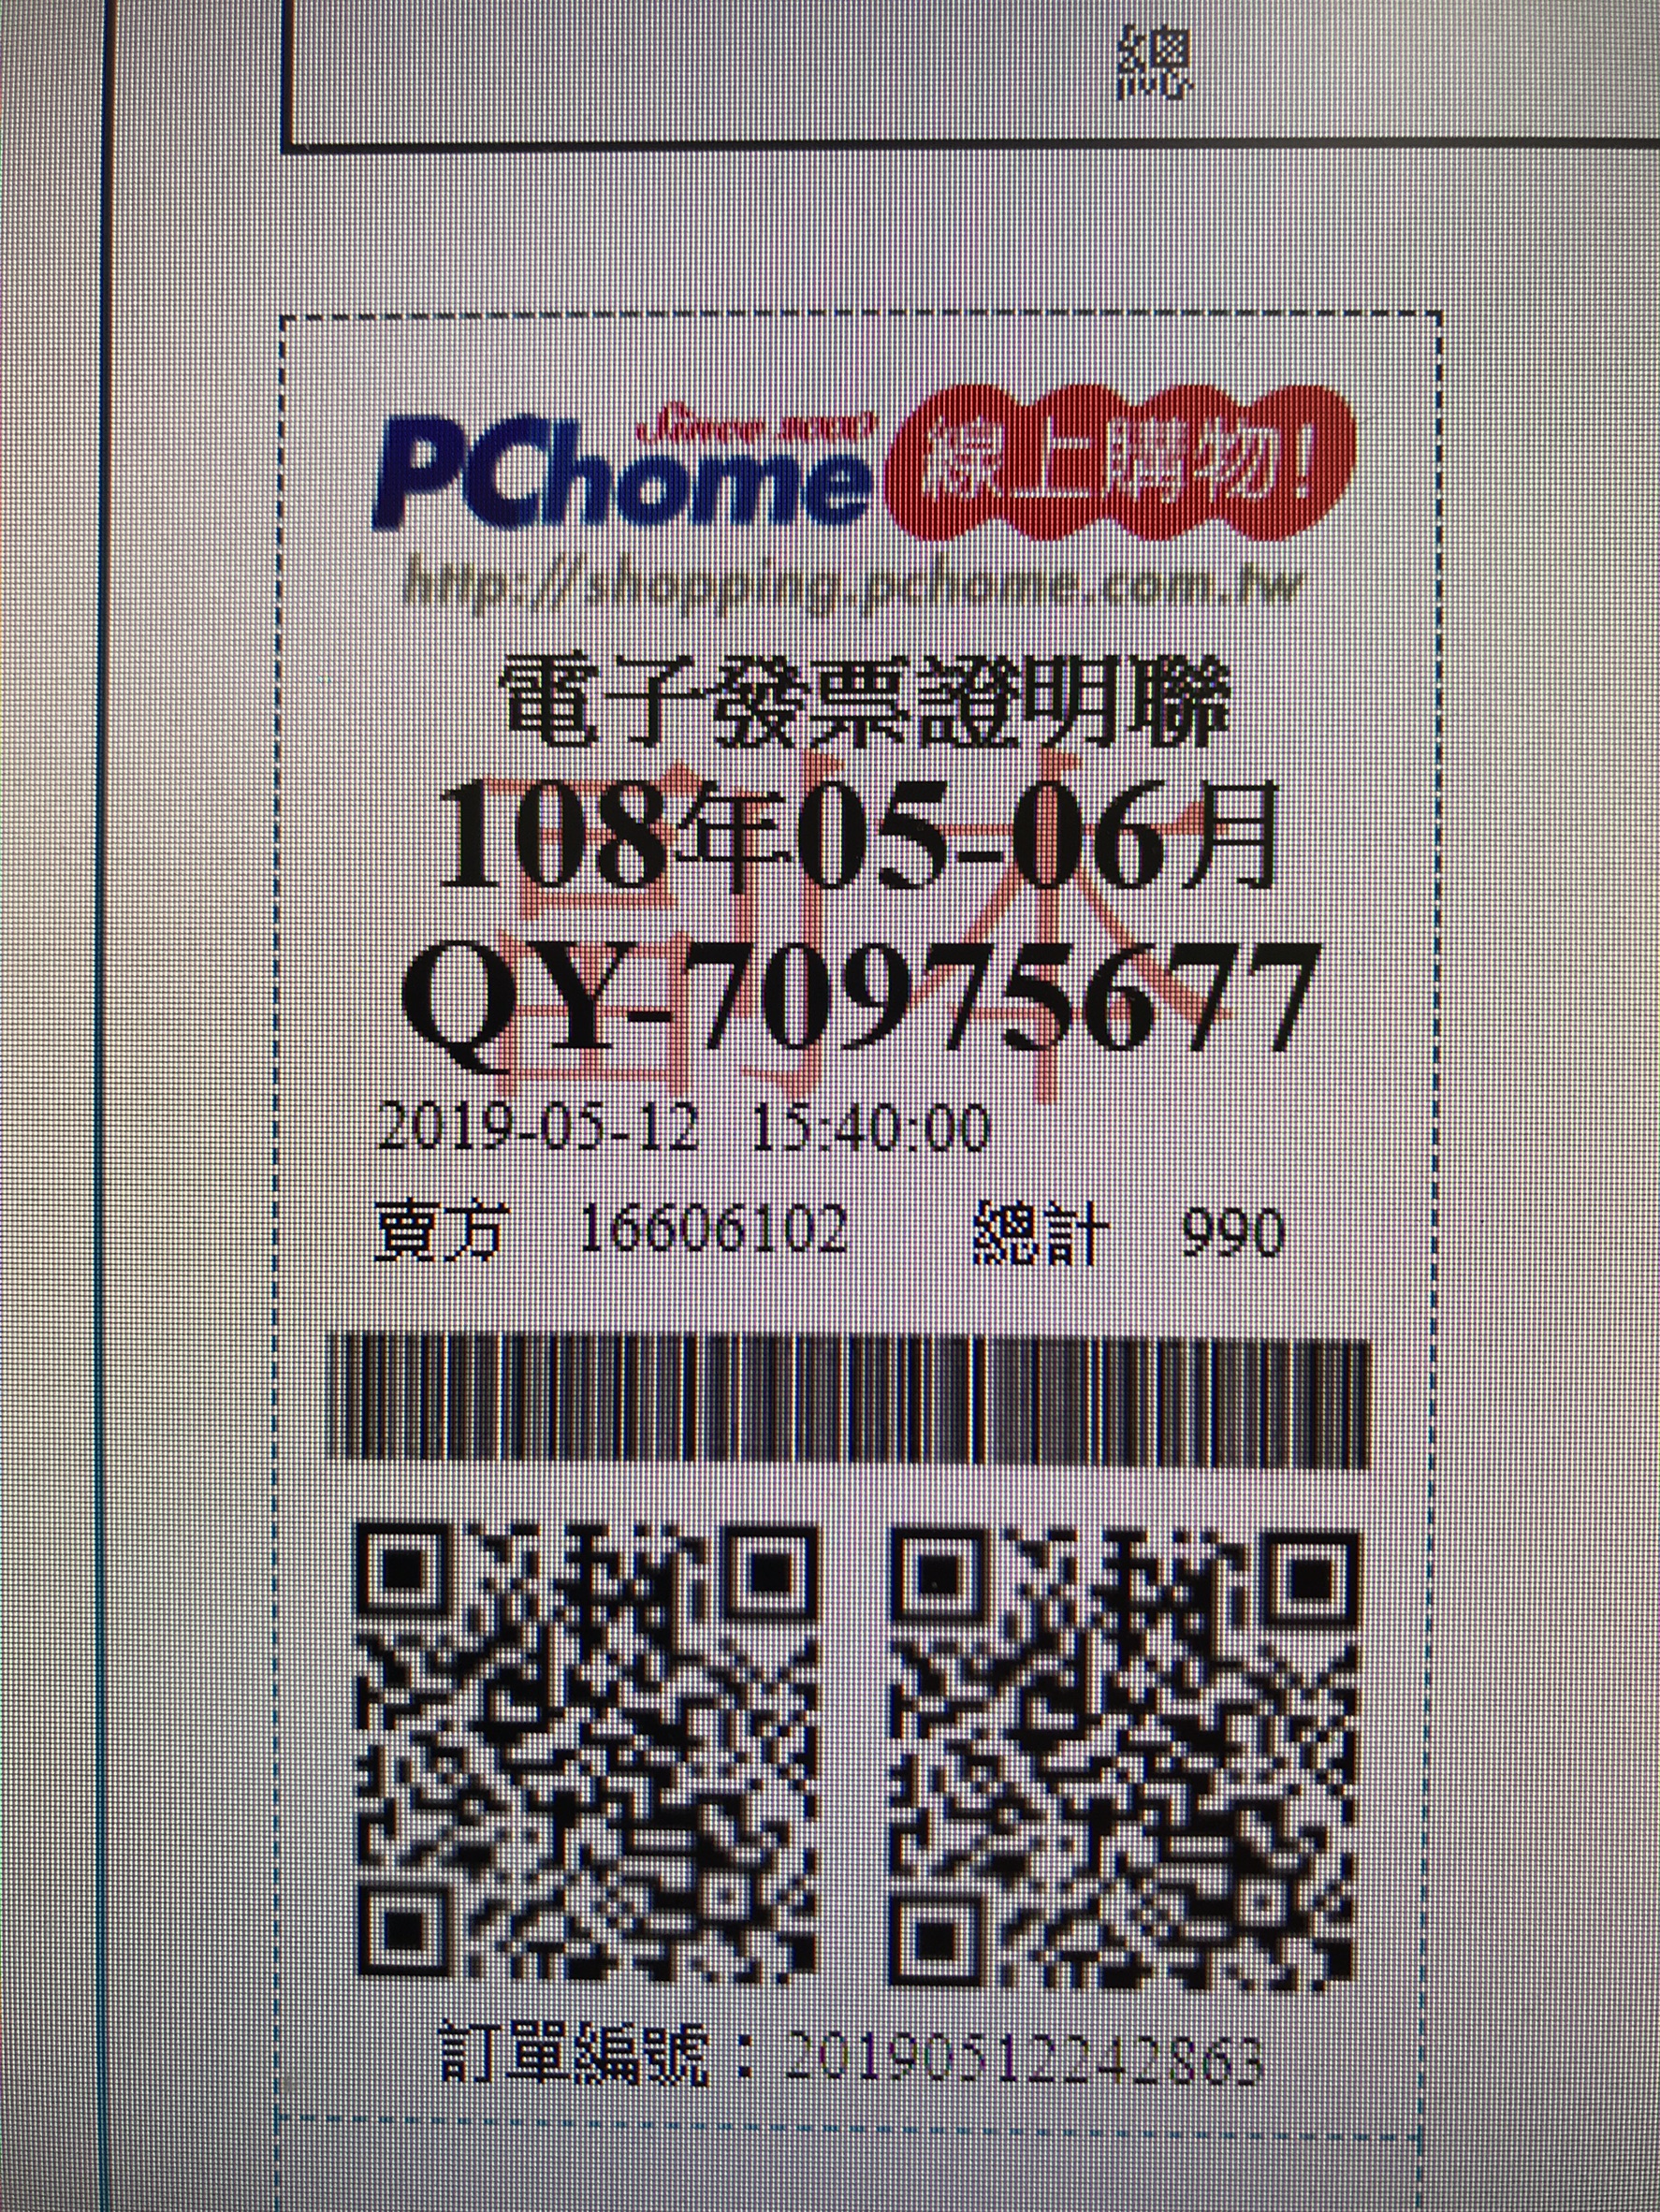 總
PChome Since 2000 線上購物!
http://shopping.pchome.com.tw
電子發票證明聯
108年05-06月
QY-70975677
2019-05-12 15:40:00
賣方 16606102 總計 990
訂單編號：20190512242863